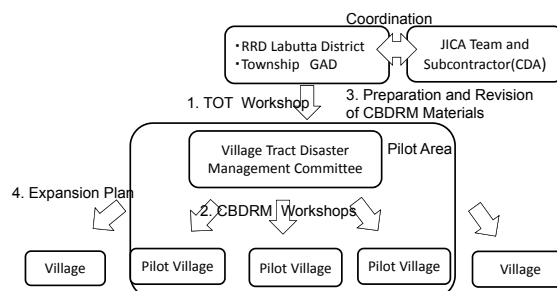 Coordination
・RRD Labutta District
・Township GAD
JICA Team and
Subcontractor(CDA)
1. TOT Workshop
3. Preparation and Revision
of CBDRM Materials
Village Tract Disaster
Management Committee
Pilot Area
4. Expansion Plan
2. CBDRM Workshops
Village
Pilot Village
Pilot Village
Pilot Village
Village